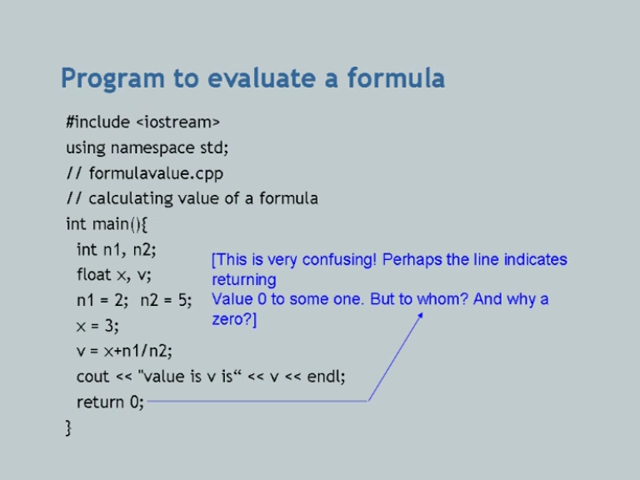 Program to evaluate a formula
#include <iostream>
using namespace std;
// formulavalue.cpp
// calculating value of a formula
int main(){
int n1, n2;
float x, v;
n1 = 2;  n2 = 5;
x = 3;
v = x+n1/n2;
cout << "value is v is“ << v << endl;
return 0;
}
[This is very confusing! Perhaps the line indicates
returning
Value 0 to some one. But to whom? And why a
zero?]